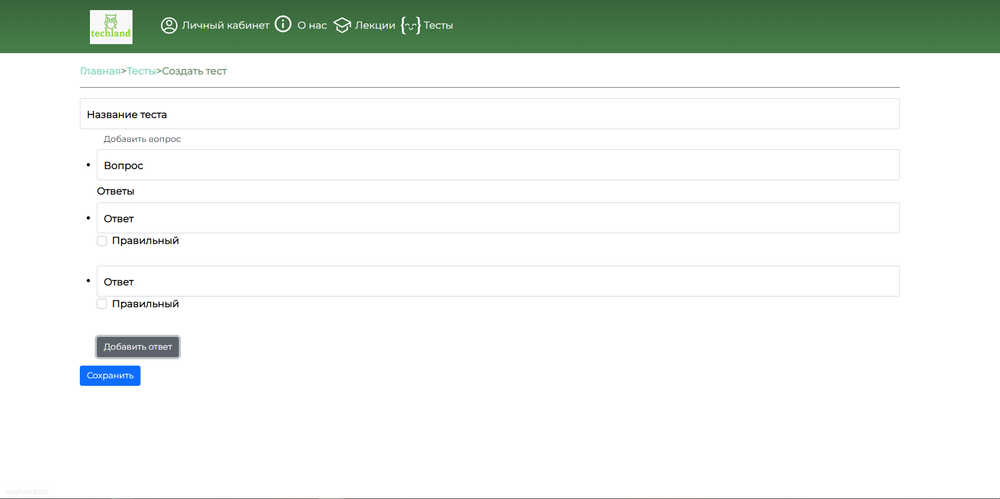 techland
Личный кабинет О нас Лекции Тесты
Главная>Тесты>Создать тест
Название теста
Добавить вопрос
Вопрос
Ответы
Ответ
Правильный
Ответ
Правильный
Добавить ответ
Сохранить
localhost:8000